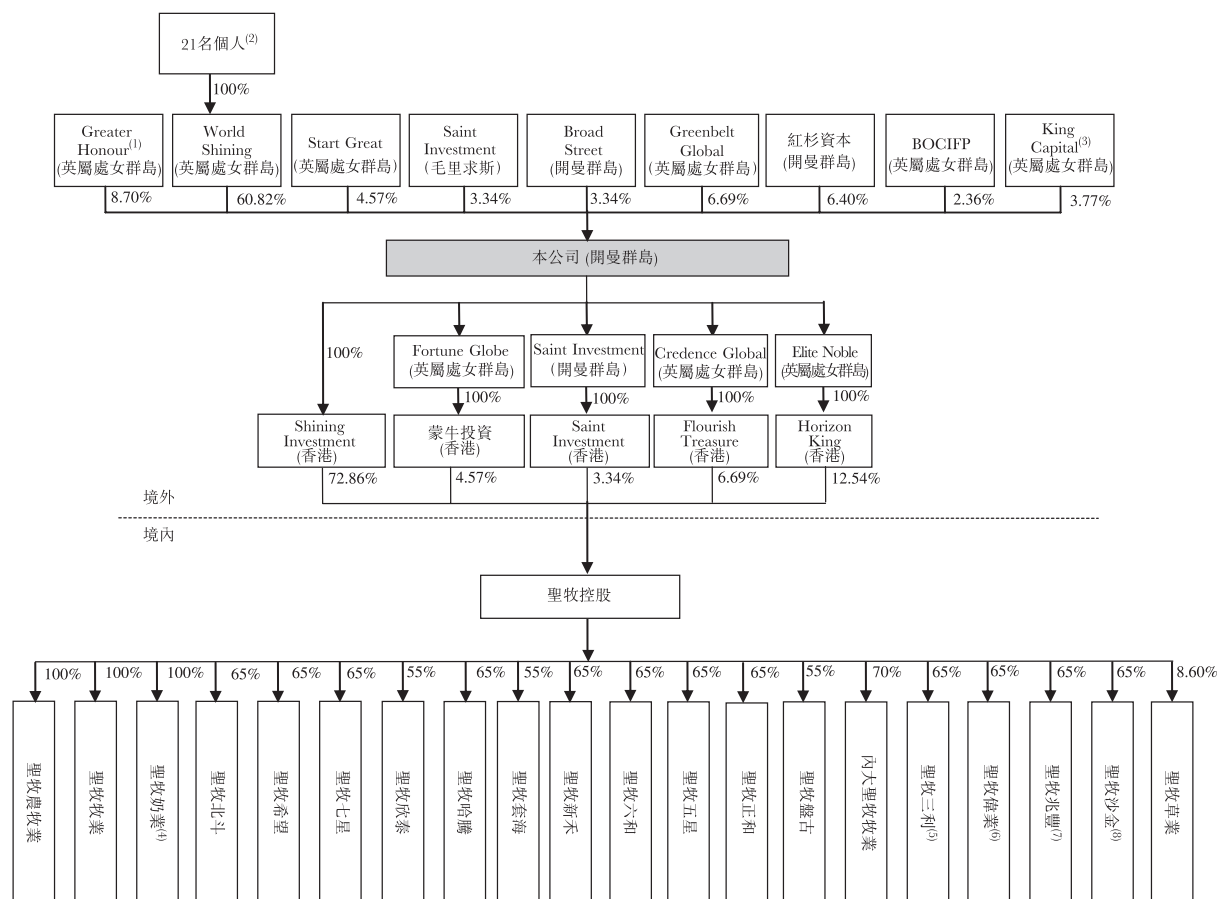 21名個人(2)
100%
Greater
Honour(1)
(英屬處女群島)
World
Shining
(英屬處女群島)
Start Great
(英屬處女群島)
Saint
Investment
(毛里求斯)
Broad
Street
(開曼群島)
Greenbelt
Global
(英屬處女群島)
紅杉資本
(開曼群島)
BOCIFP
(英屬處女群島)
King
Capital(3)
(英屬處女群島)
8.70%
60.82%
4.57%
3.34%
3.34%
6.69%
6.40%
2.36%
3.77%
本公司 (開曼群島)
100%
Fortune Globe
(英屬處女群島)
Saint Investment
(開曼群島)
Credence Global
(英屬處女群島)
Elite Noble
(英屬處女群島)
100%
100%
100%
100%
Shining
Investment
(香港)
蒙牛投資
(香港)
Saint
Investment
(香港)
Flourish
Treasure
(香港)
Horizon
King
(香港)
72.86%
4.57%
3.34%
6.69%
12.54%
境外
境內
聖牧控股
100%
100%
100%
65%
65%
65%
55%
65%
55%
65%
65%
65%
65%
55%
70%
65%
65%
65%
65%
8.60%
聖牧農牧業
聖牧牧業
聖牧奶業(4)
聖牧北斗
聖牧希望
聖牧七星
聖牧欣泰
聖牧哈騰
聖牧套海
聖牧新禾
聖牧六和
聖牧五星
聖牧正和
聖牧盤古
內大聖牧牧業
聖牧三利(5)
聖牧偉業(6)
聖牧兆豐(7)
聖牧沙金(8)
聖牧草業